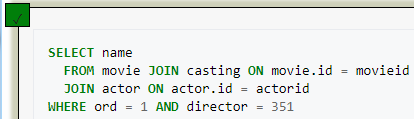 SELECT name
FROM movie JOIN casting ON movie.id = movieid
JOIN actor ON actor.id = actorid
WHERE ord = 1 AND director = 351